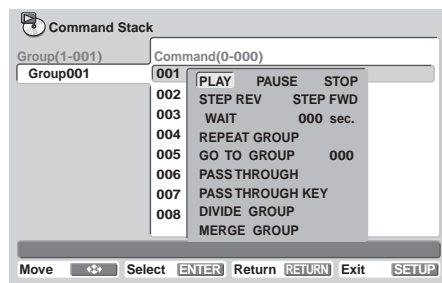 Command Stack
Group(1-001) Command(0-000)
Group001 001 PLAY PAUSE STOP
002 STEP REV STEP FWD
003 WAIT 000 sec.
004 REPEAT GROUP
005 GO TO GROUP 000
006 PASS THROUGH
007 PASS THROUGH KEY
008 DIVIDE GROUP
MERGE GROUP
Move Select ENTER Return RETURN Exit SETUP